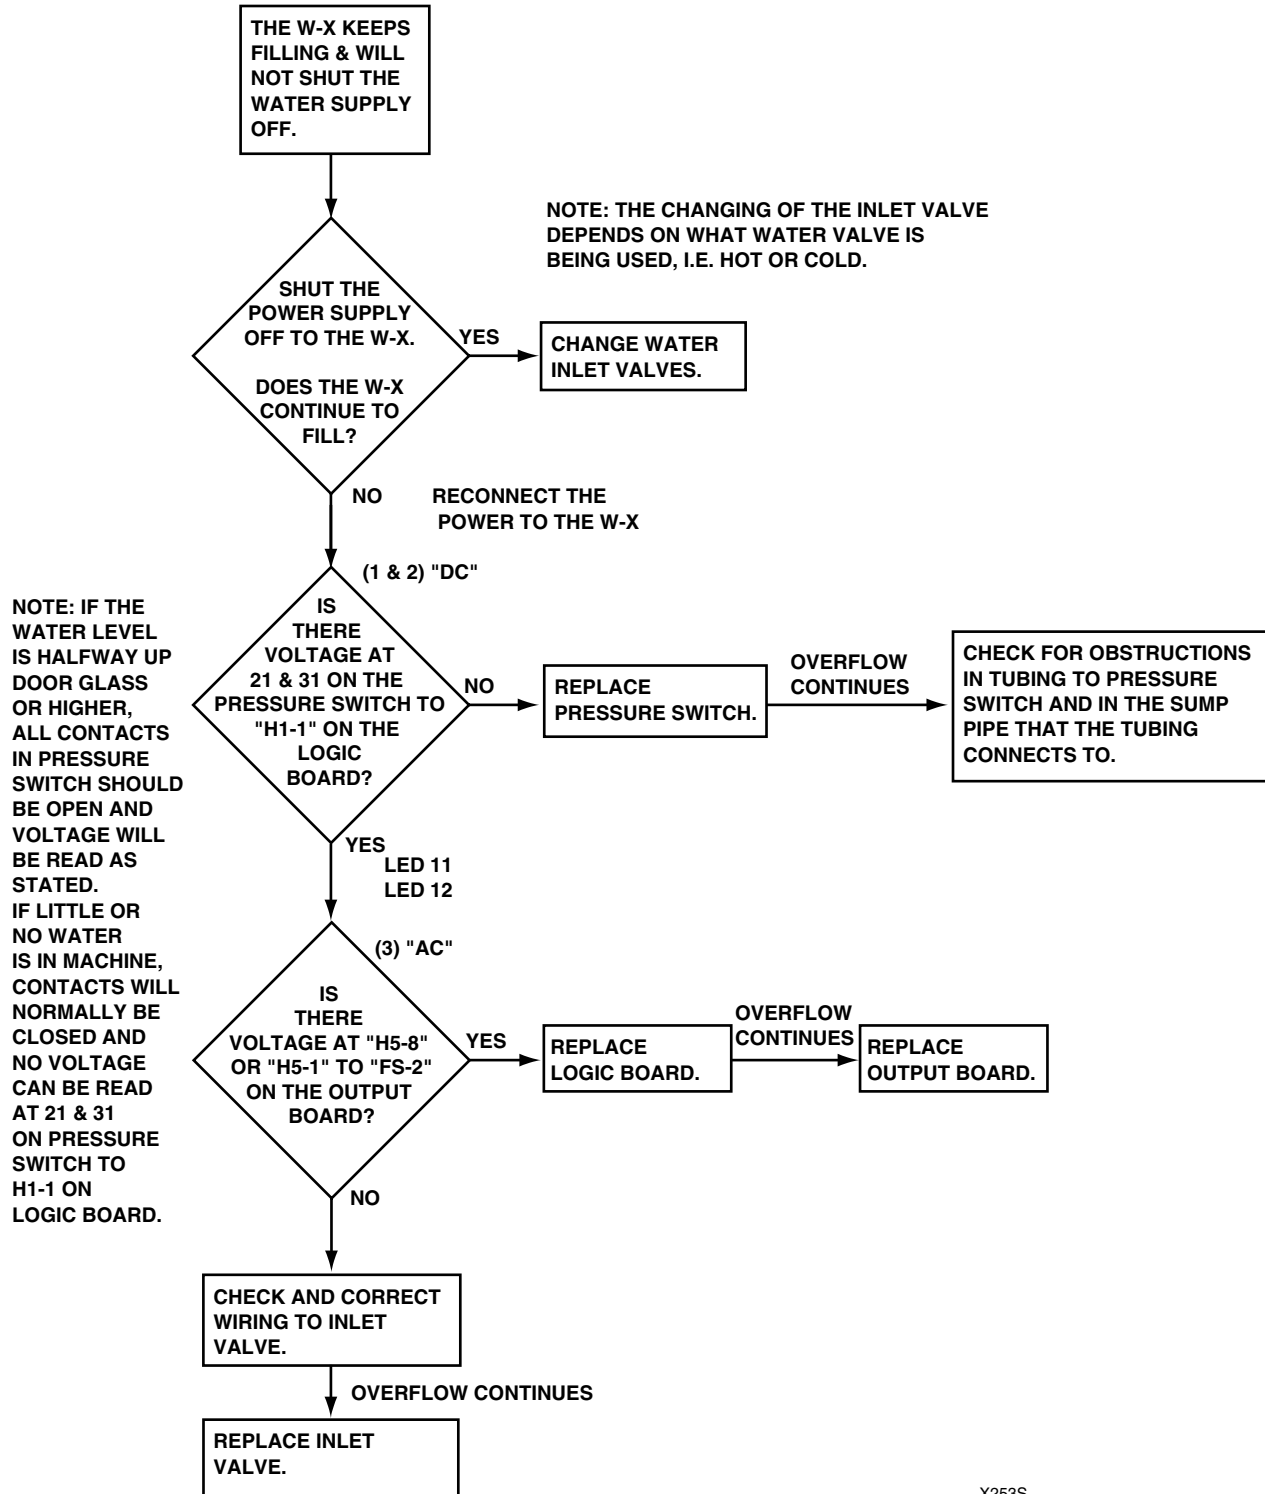 THE W-X KEEPS
FILLING & WILL
NOT SHUT THE
WATER SUPPLY
OFF.
NOTE: THE CHANGING OF THE INLET VALVE
DEPENDS ON WHAT WATER VALVE IS
BEING USED, I.E. HOT OR COLD.
SHUT THE
POWER SUPPLY
OFF TO THE W-X.
DOES THE W-X
CONTINUE TO
FILL?
YES
CHANGE WATER
INLET VALVES.
NO
RECONNECT THE
POWER TO THE W-X
(1 & 2) "DC"
NOTE: IF THE
WATER LEVEL
IS HALFWAY UP
DOOR GLASS
OR HIGHER,
ALL CONTACTS
IN PRESSURE
SWITCH SHOULD
BE OPEN AND
VOLTAGE WILL
BE READ AS
STATED.
IF LITTLE OR
NO WATER
IS IN MACHINE,
CONTACTS WILL
NORMALLY BE
CLOSED AND
NO VOLTAGE
CAN BE READ
AT 21 & 31
ON PRESSURE
SWITCH TO
H1-1 ON
LOGIC BOARD.
IS
THERE
VOLTAGE AT
21 & 31 ON THE
PRESSURE SWITCH TO
"H1-1" ON THE
LOGIC
BOARD?
NO
REPLACE
PRESSURE SWITCH.
OVERFLOW
CONTINUES
CHECK FOR OBSTRUCTIONS
IN TUBING TO PRESSURE
SWITCH AND IN THE SUMP
PIPE THAT THE TUBING
CONNECTS TO.
YES
LED 11
LED 12
(3) "AC"
IS
THERE
VOLTAGE AT "H5-8"
OR "H5-1" TO "FS-2"
ON THE OUTPUT
BOARD?
YES
REPLACE
LOGIC BOARD.
OVERFLOW
CONTINUES
REPLACE
OUTPUT BOARD.
NO
CHECK AND CORRECT
WIRING TO INLET
VALVE.
OVERFLOW CONTINUES
REPLACE INLET
VALVE.
X253S